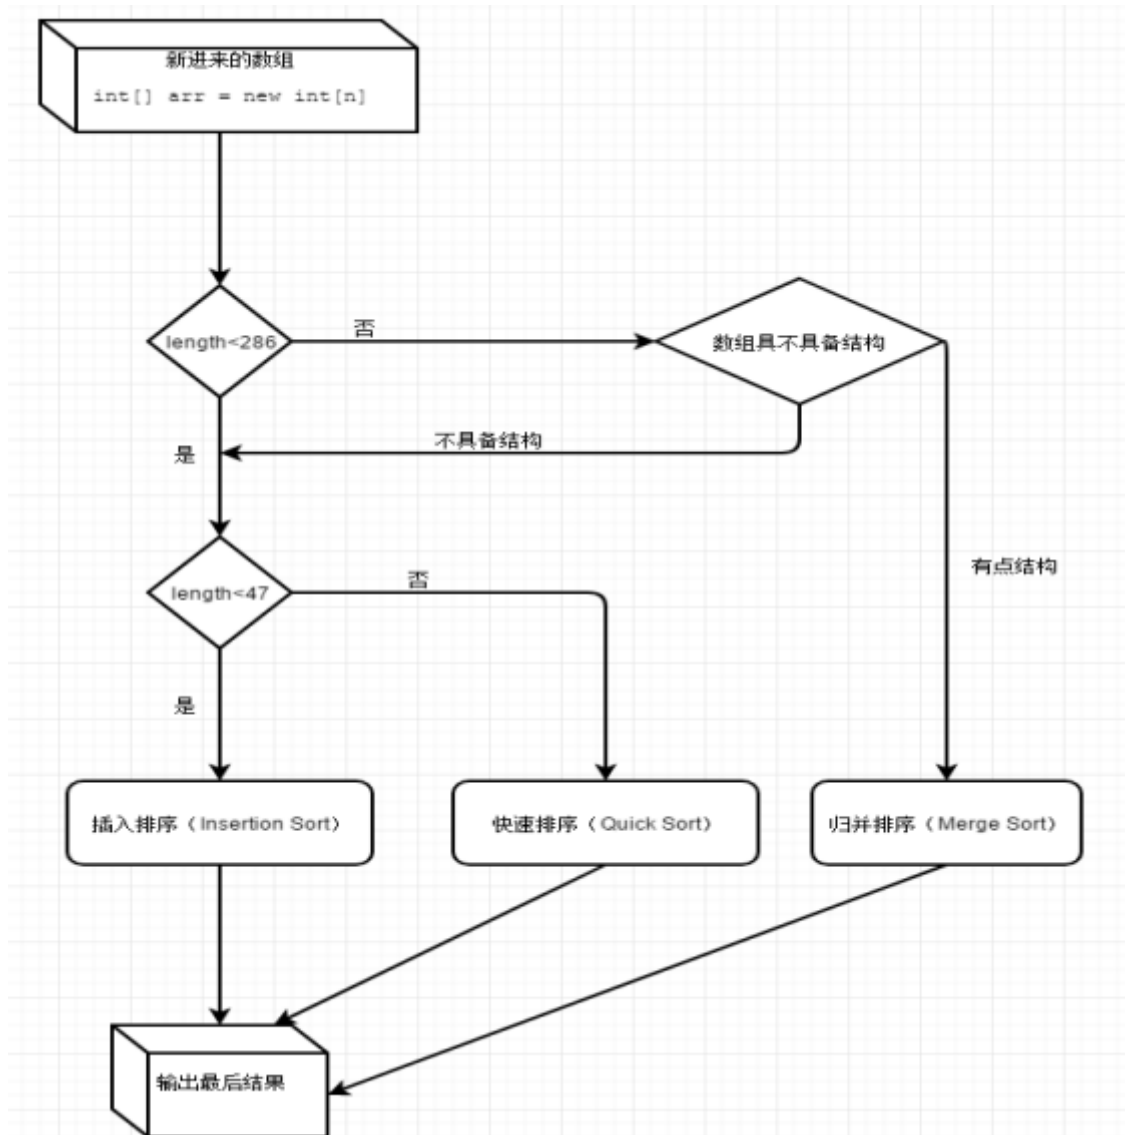 新进来的数组
int[] arr = new int[n]
length<286
否
数组具不具备结构
不具备结构
是
length<47
否
有点结构
是
插入排序（Insertion Sort）
快速排序（Quick Sort）
归并排序（Merge Sort）
输出最后结果